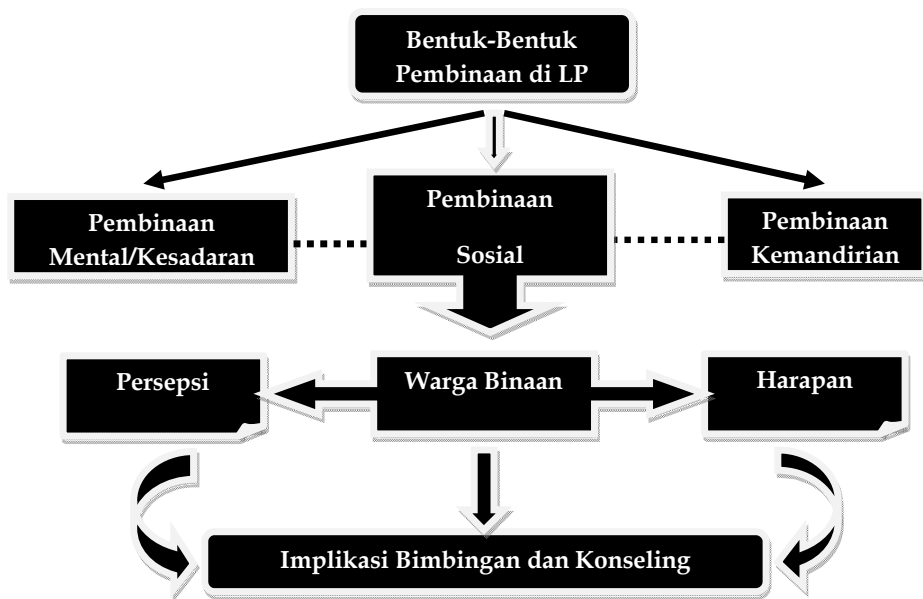 Bentuk-Bentuk
Pembinaan di LP
Pembinaan
Mental/Kesadaran
Pembinaan
Sosial
Pembinaan
Kemandirian
Persepsi
Warga Binaan
Harapan
Implikasi Bimbingan dan Konseling